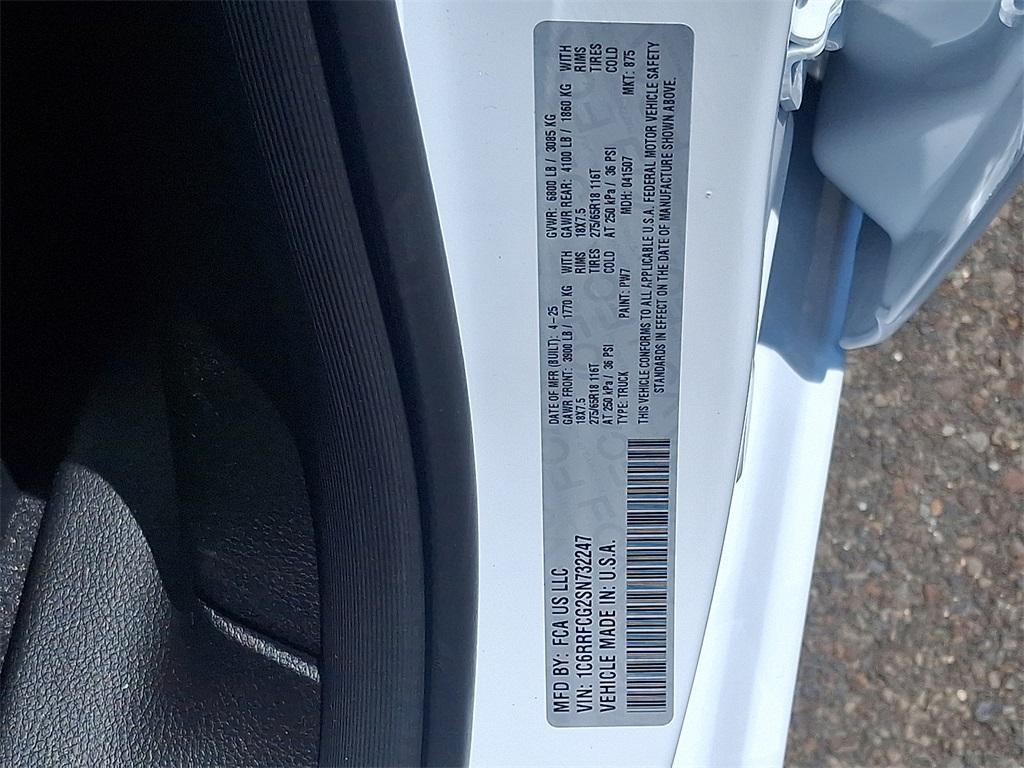 MFD BY: FCA US LLC
VIN: 1C6RRFCG2SN732247
VEHICLE MADE IN: U.S.A.
DATE OF MFR (BUILT): 4-25 GVWR: 6800 LB / 3085 KG
GAWR FRONT: 3900 LB / 1770 KG WITH GAWR REAR: 4100 LB / 1860 KG WITH
18X7.5 RIMS 18X7.5 RIMS
275/65R18 116T TIRES 275/65R18 116T TIRES
AT 250 kPa / 36 PSI COLD AT 250 kPa / 36 PSI COLD
TYPE: TRUCK PAINT: PW7 MDH: 041507 MKT: 875
THIS VEHICLE CONFORMS TO ALL APPLICABLE U.S.A. FEDERAL MOTOR VEHICLE SAFETY
STANDARDS IN EFFECT ON THE DATE OF MANUFACTURE SHOWN ABOVE.